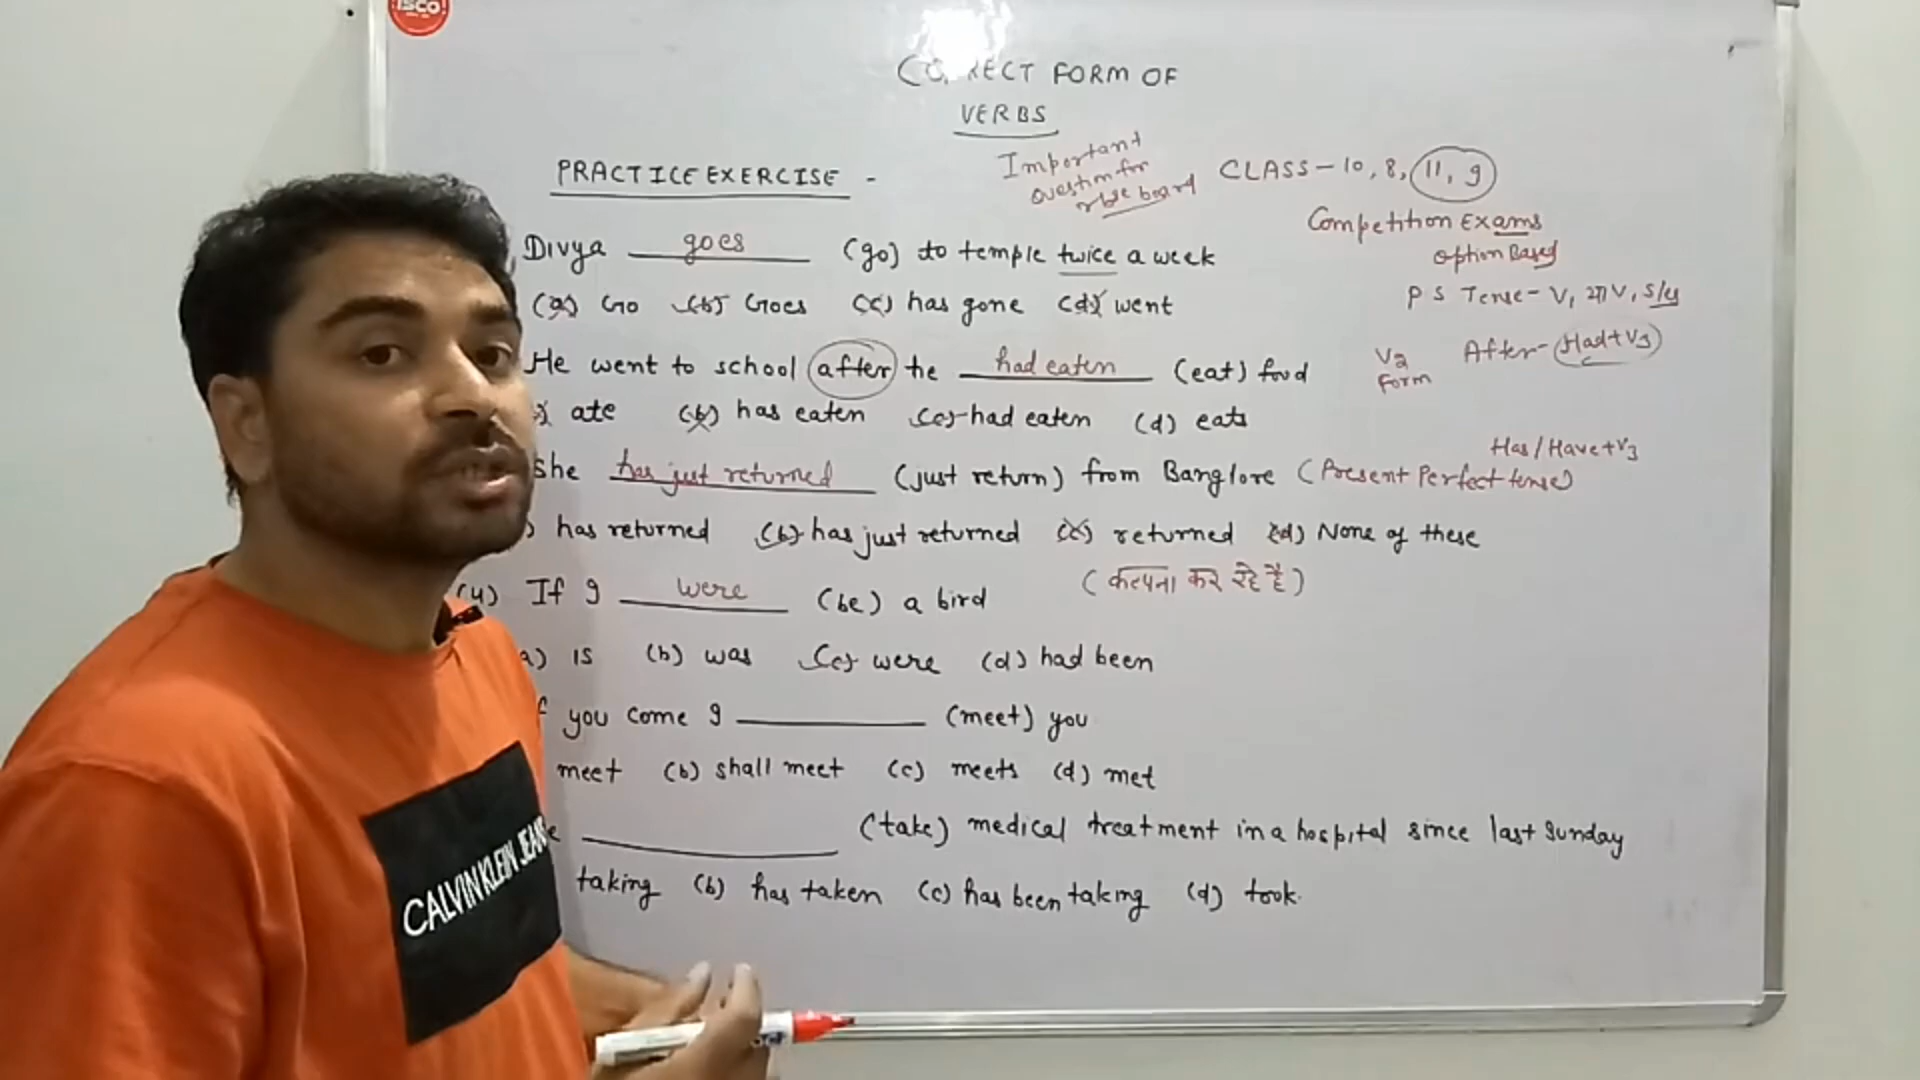 ISCO
CORRECT FORM OF
VERBS
PRACTICE EXERCISE -
Important
Question for
rbse board
CLASS - 10, 8, 11, 9
Competition Exams
option Based
Divya goes (go) to temple twice a week
P S Tense - V1 या V1 s/es
(a) Go (b) Goes (c) has gone (d) went
He went to school after he had eaten (eat) food
V2
form
After - Had+V3
ate (b) has eaten (c) had eaten (d) eats
Has/Have+V3
She has just returned (just return) from Banglore (Present Perfect tense)
has returned (b) has just returned (c) returned (d) None of these
(4) If I were (be) a bird
(कल्पना कर रहे है)
a) is (b) was (c) were (d) had been
f you come I (meet) you
meet (b) shall meet (c) meets (d) met
e (take) medical treatment in a hospital since last Sunday
taking (b) has taken (c) has been taking (d) took.
CALVIN KLEIN JEANS